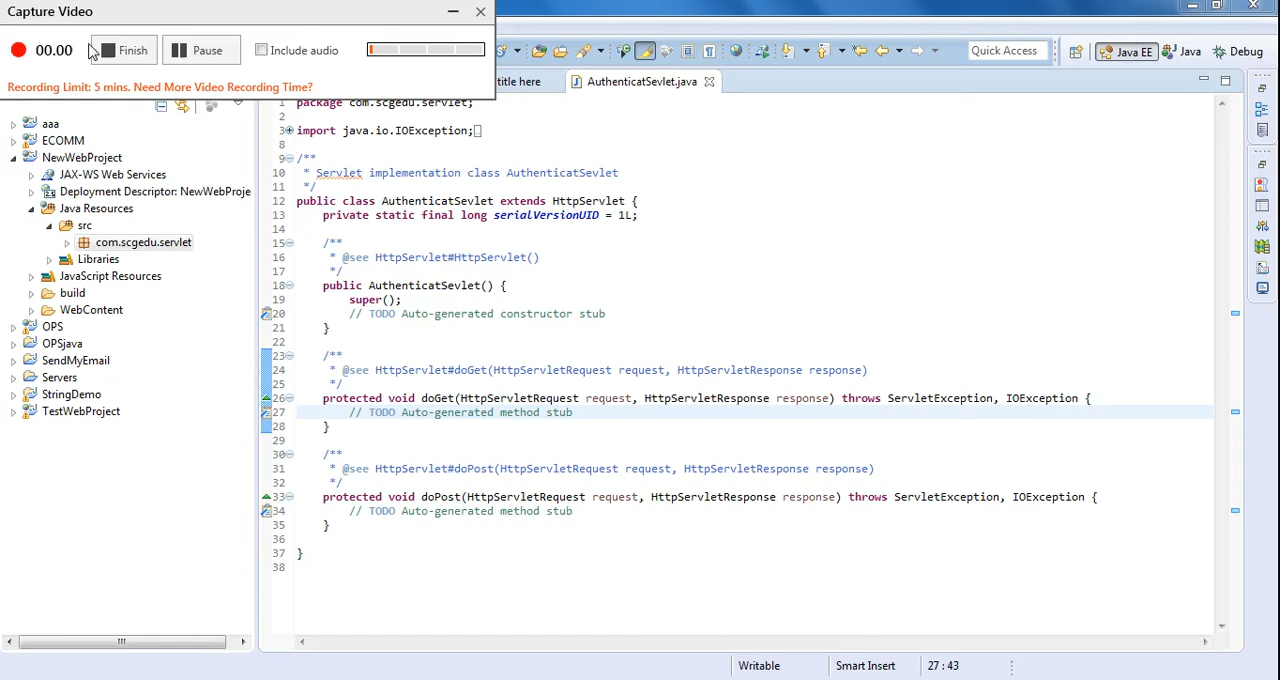 Capture Video
00.00 Finish Pause Include audio
Recording Limit: 5 mins. Need More Video Recording Time?
Quick Access Java EE Java Debug
title here AuthenticatSevlet.java
aaa
ECOMM
NewWebProject
JAX-WS Web Services
Deployment Descriptor: NewWebProje
Java Resources
src
com.scgedu.servlet
Libraries
JavaScript Resources
build
WebContent
OPS
OPSjava
SendMyEmail
Servers
StringDemo
TestWebProject
1 package com.scgedu.servlet;
2
3 import java.io.IOException;
8
9 /**
10 * Servlet implementation class AuthenticatSevlet
11 */
12 public class AuthenticatSevlet extends HttpServlet {
13 private static final long serialVersionUID = 1L;
14
15 /**
16 * @see HttpServlet#HttpServlet()
17 */
18 public AuthenticatSevlet() {
19 super();
20 // TODO Auto-generated constructor stub
21 }
22
23 /**
24 * @see HttpServlet#doGet(HttpServletRequest request, HttpServletResponse response)
25 */
26 protected void doGet(HttpServletRequest request, HttpServletResponse response) throws ServletException, IOException {
27 // TODO Auto-generated method stub
28 }
29
30 /**
31 * @see HttpServlet#doPost(HttpServletRequest request, HttpServletResponse response)
32 */
33 protected void doPost(HttpServletRequest request, HttpServletResponse response) throws ServletException, IOException {
34 // TODO Auto-generated method stub
35 }
36
37 }
38
Writable Smart Insert 27 : 43